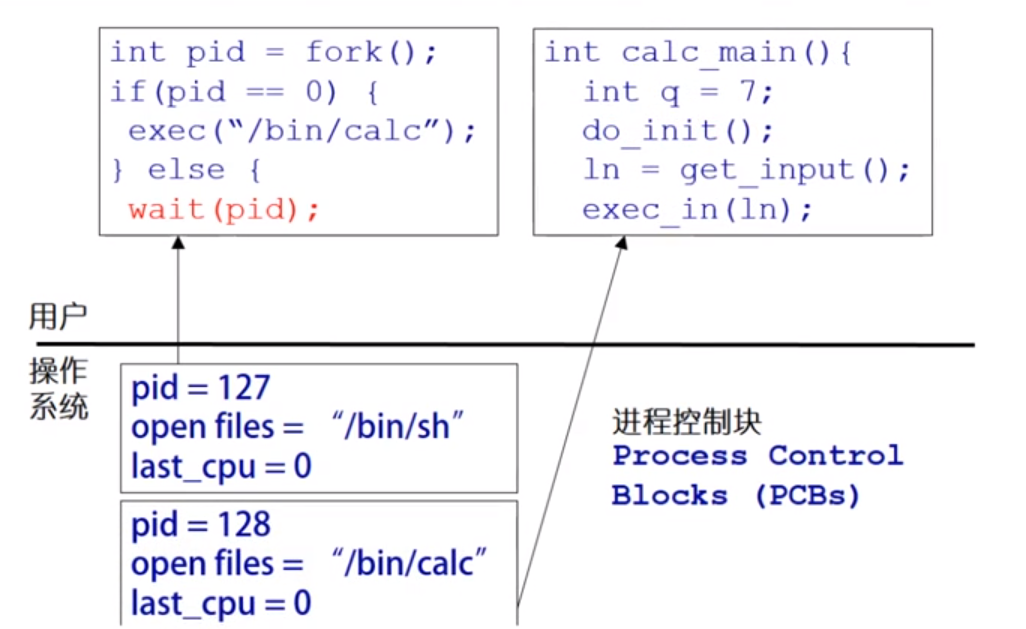 int pid = fork();
if(pid == 0) {
exec(“/bin/calc”);
} else {
wait(pid);
int calc_main(){
int q = 7;
do_init();
ln = get_input();
exec_in(ln);
用户
操作
系统
pid = 127
open files = “/bin/sh”
last_cpu = 0
pid = 128
open files = “/bin/calc”
last_cpu = 0
进程控制块
Process Control
Blocks (PCBs)